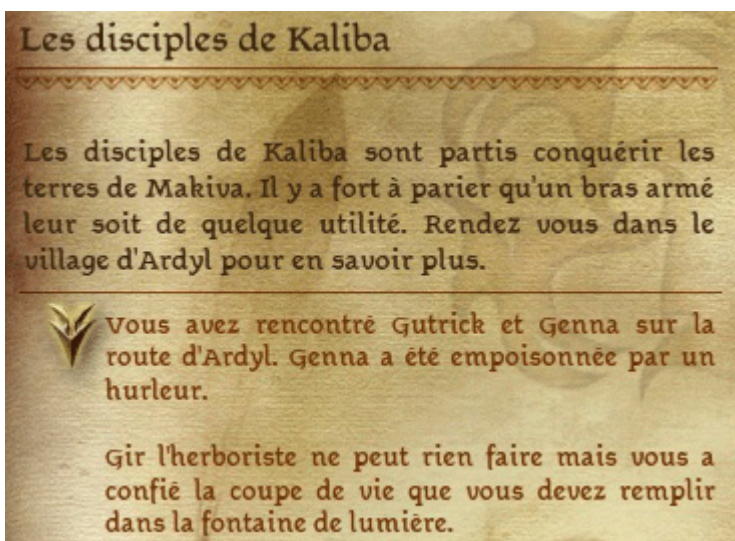 Les disciples de Kaliba
Les disciples de Kaliba sont partis conquérir les
terres de Makiva. Il y a fort à parier qu'un bras armé
leur soit de quelque utilité. Rendez vous dans le
village d'Ardyl pour en savoir plus.
Vous avez rencontré Gutrick et Genna sur la
route d'Ardyl. Genna a été empoisonnée par un
hurleur.
Gir l'herboriste ne peut rien faire mais vous a
confié la coupe de vie que vous devez remplir
dans la fontaine de lumière.